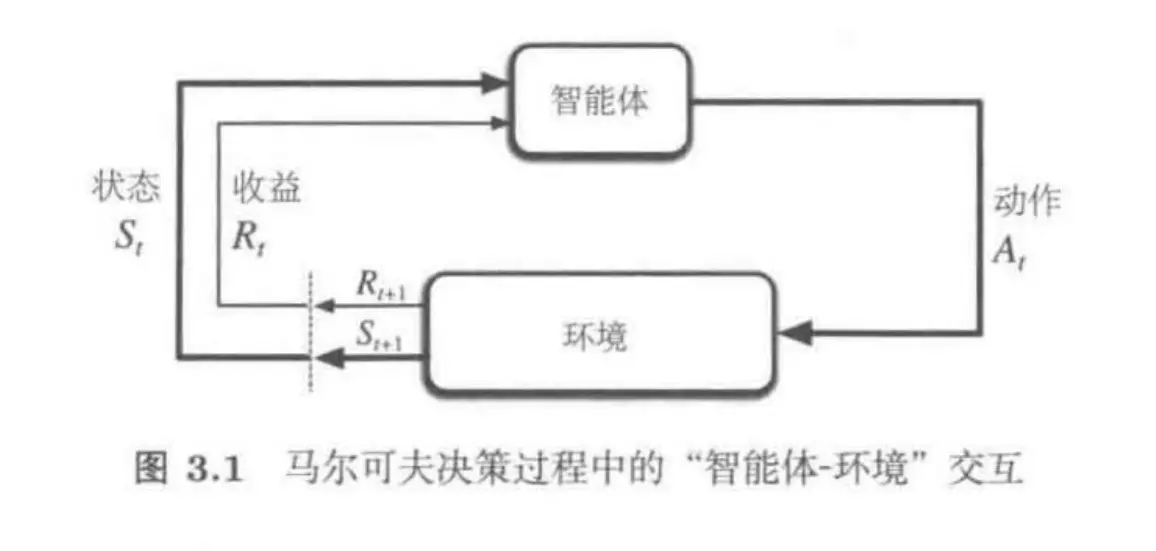 智能体
状态
S_t
收益
R_t
动作
A_t
R_{t+1}
S_{t+1}
环境
图 3.1 马尔可夫决策过程中的“智能体-环境”交互